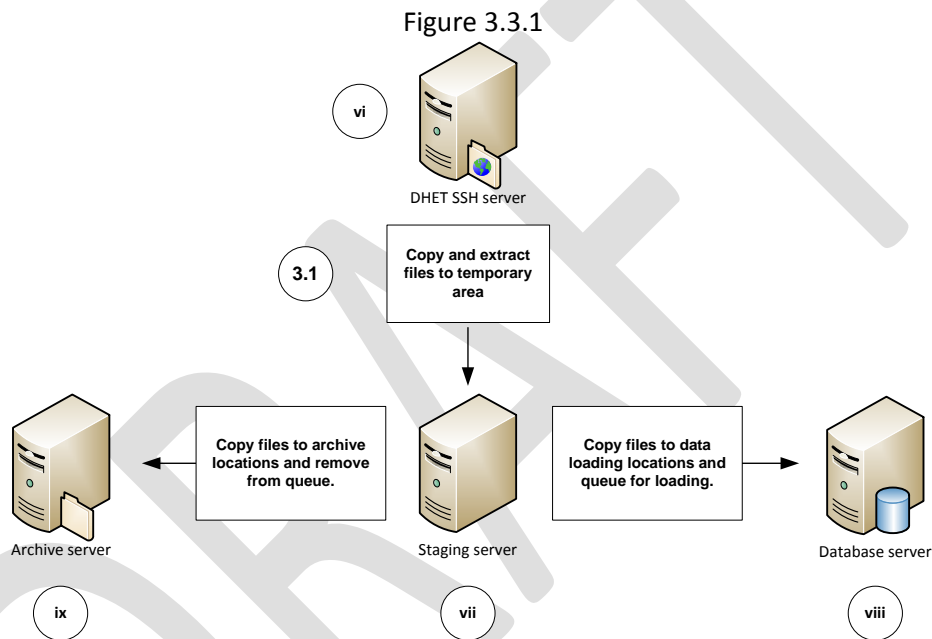 Figure 3.3.1
vi
DHET SSH server
3.1
Copy and extract
files to temporary
area
Copy files to archive
locations and remove
from queue.
Copy files to data
loading locations and
queue for loading.
Archive server
Staging server
Database server
ix
vii
viii
DRAFT